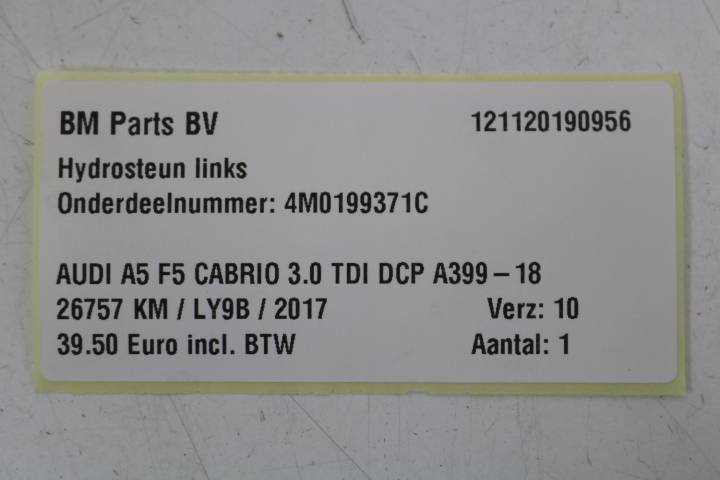 BM Parts BV 121120190956
Hydrosteun links
Onderdeelnummer: 4M0199371C
AUDI A5 F5 CABRIO 3.0 TDI DCP A399-18
26757 KM / LY9B / 2017 Verz: 10
39.50 Euro incl. BTW Aantal: 1